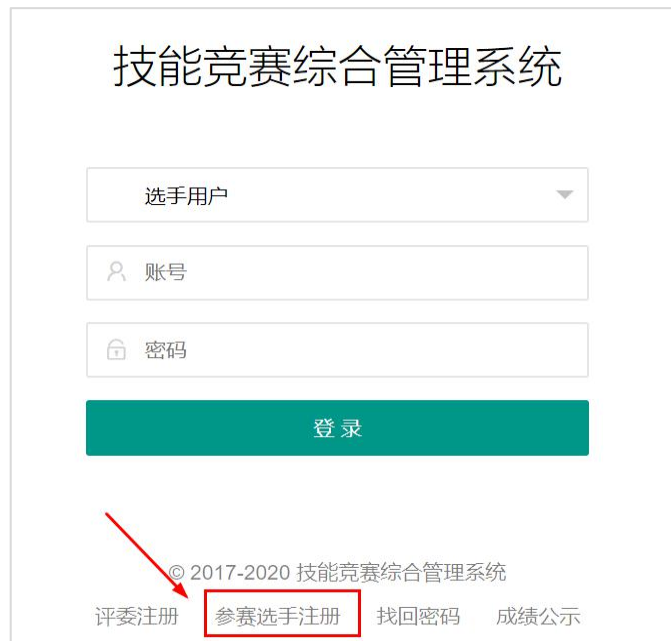 技能竞赛综合管理系统
选手用户
账号
密码
登 录
© 2017-2020 技能竞赛综合管理系统
评委注册 参赛选手注册 找回密码 成绩公示